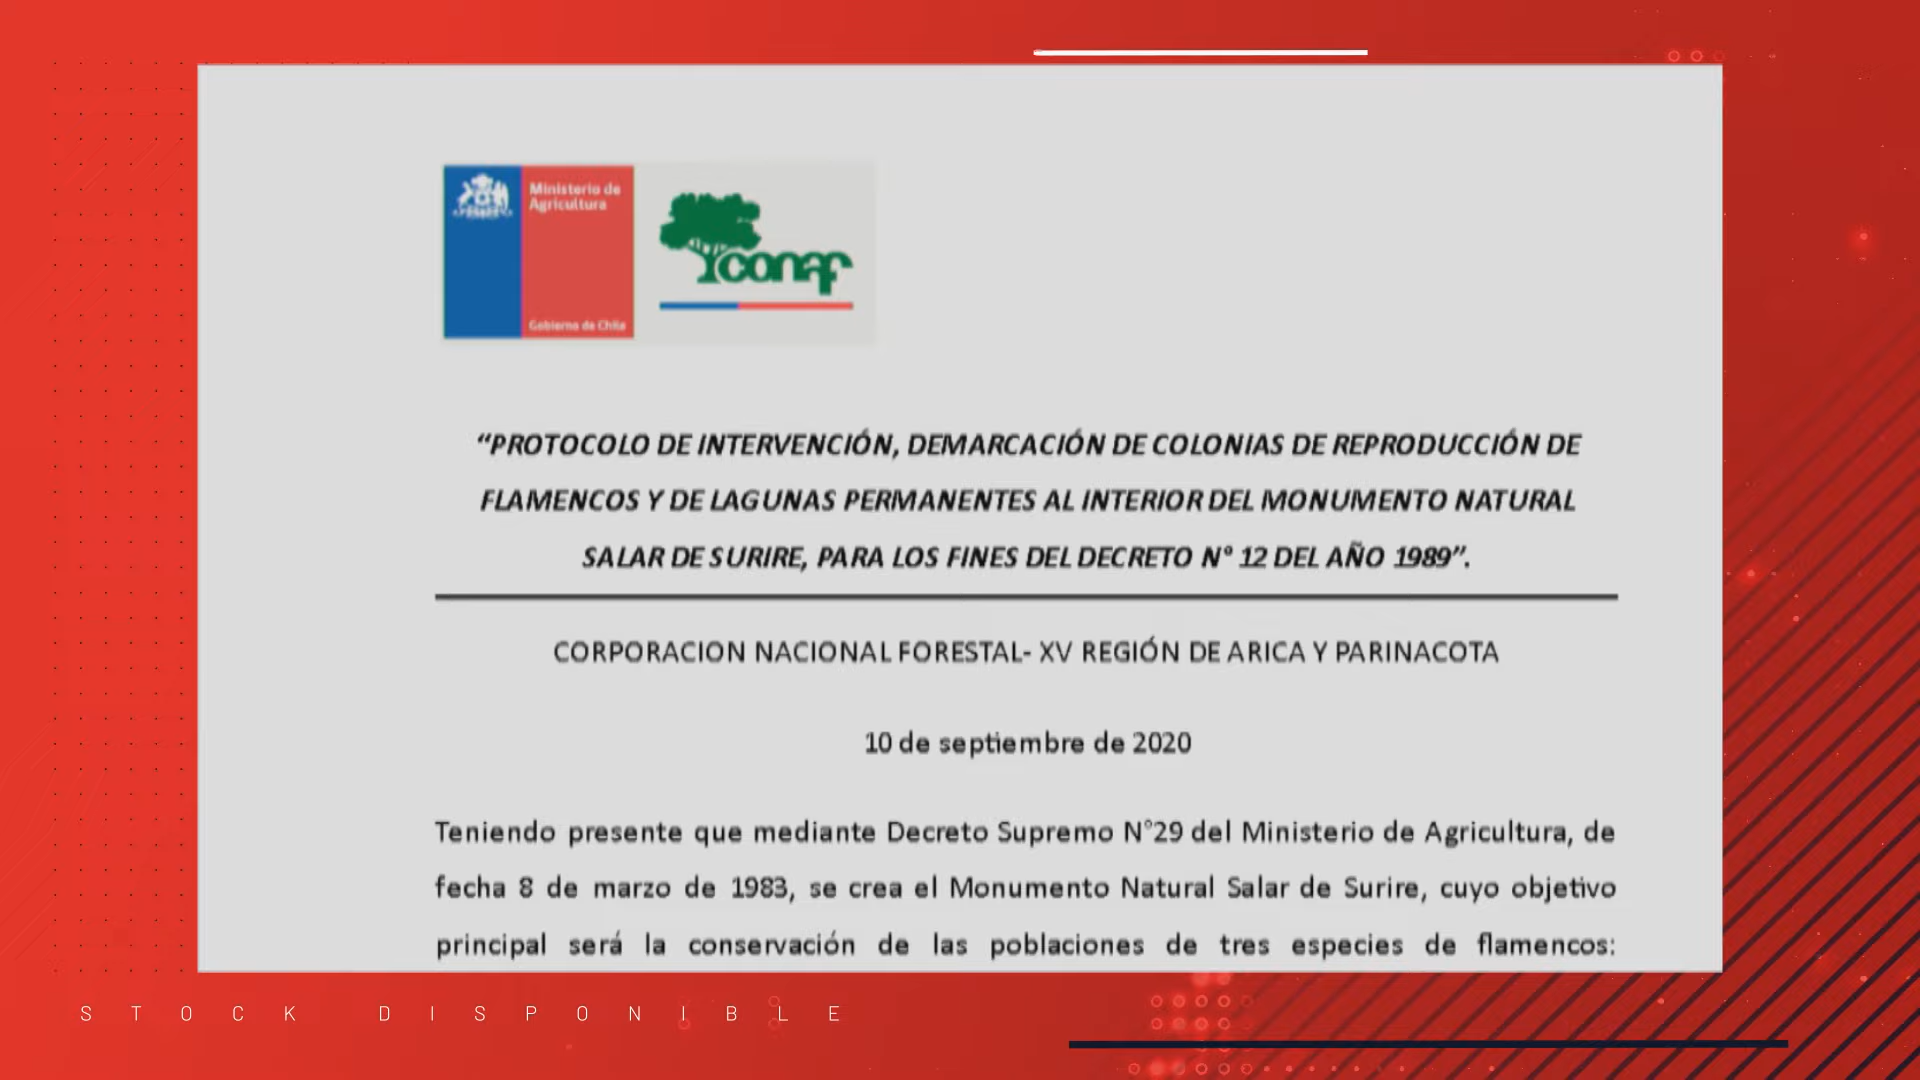 Ministerio de
Agricultura
Gobierno de Chile
conaf
“PROTOCOLO DE INTERVENCIÓN, DEMARCACIÓN DE COLONIAS DE REPRODUCCIÓN DE
FLAMENCOS Y DE LAGUNAS PERMANENTES AL INTERIOR DEL MONUMENTO NATURAL
SALAR DE SURIRE, PARA LOS FINES DEL DECRETO N° 12 DEL AÑO 1989”.
CORPORACION NACIONAL FORESTAL- XV REGIÓN DE ARICA Y PARINACOTA
10 de septiembre de 2020
Teniendo presente que mediante Decreto Supremo N°29 del Ministerio de Agricultura, de
fecha 8 de marzo de 1983, se crea el Monumento Natural Salar de Surire, cuyo objetivo
principal será la conservación de las poblaciones de tres especies de flamencos:
STOCK DISPONIBLE